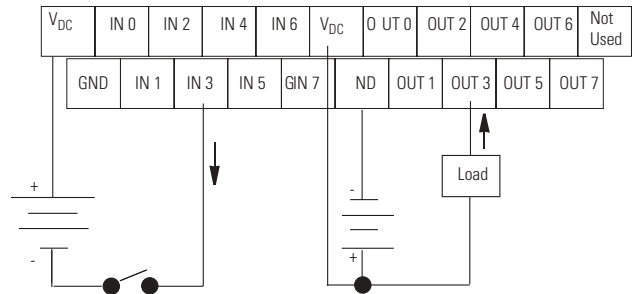 VDC IN 0 IN 2 IN 4 IN 6 VDC O UT 0 OUT 2 OUT 4 OUT 6 Not Used
GND IN 1 IN 3 IN 5 GIN 7 ND OUT 1 OUT 3 OUT 5 OUT 7
Load
+
-
-
+